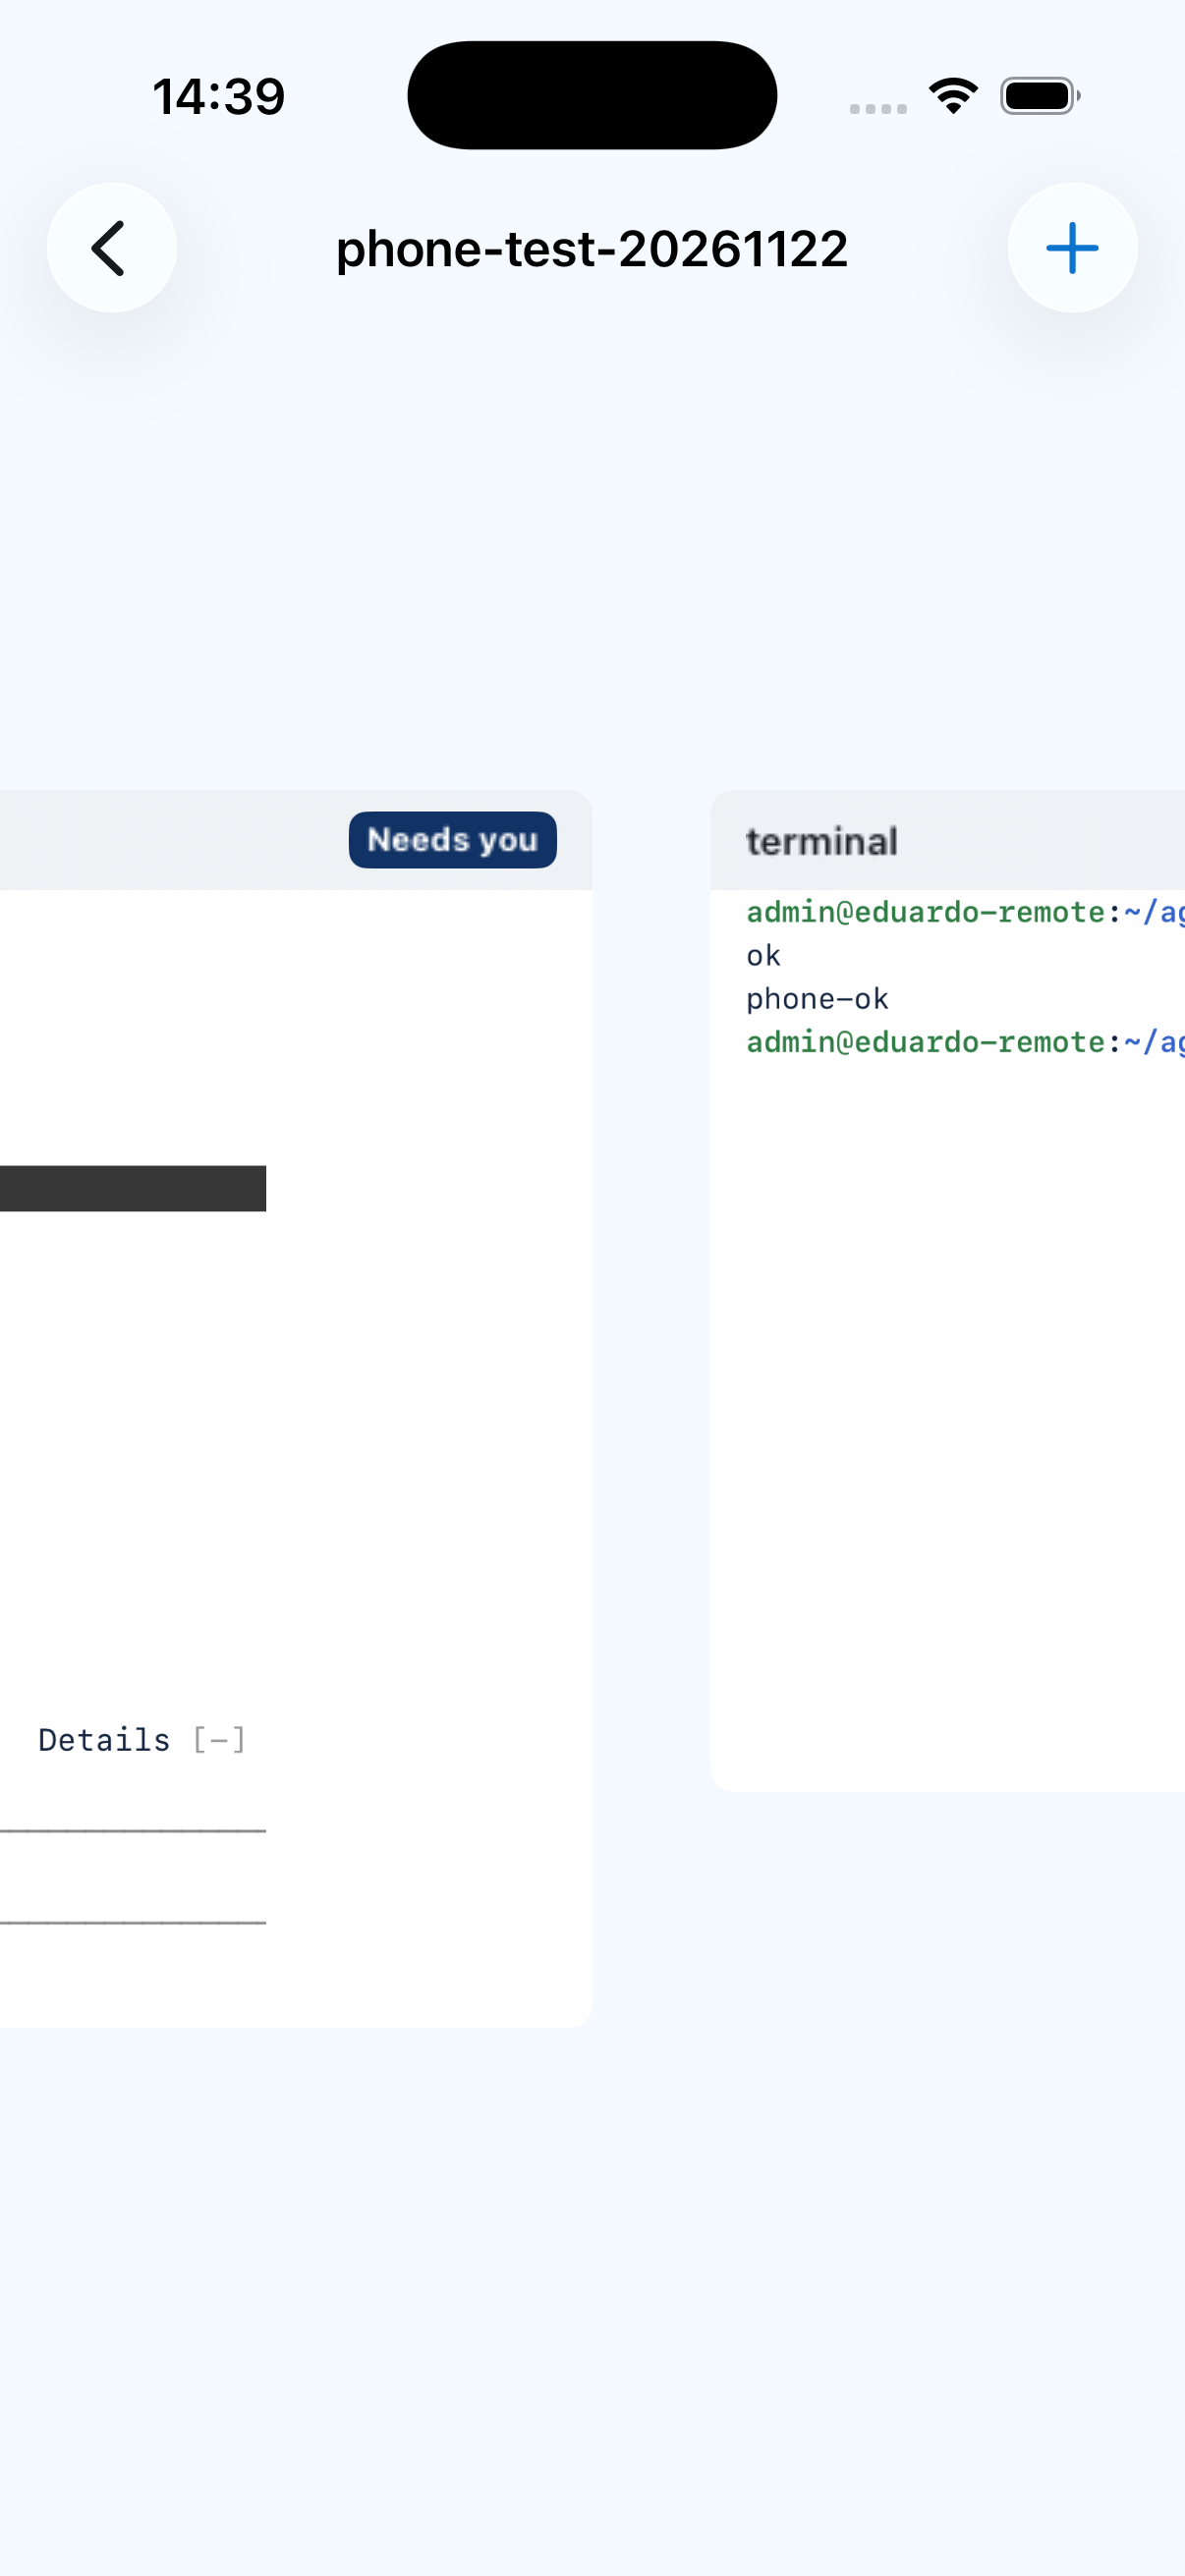 14:39
phone-test-20261122
Needs you
Details [-]
terminal
admin@eduardo-remote:~/ag
ok
phone-ok
admin@eduardo-remote:~/ag